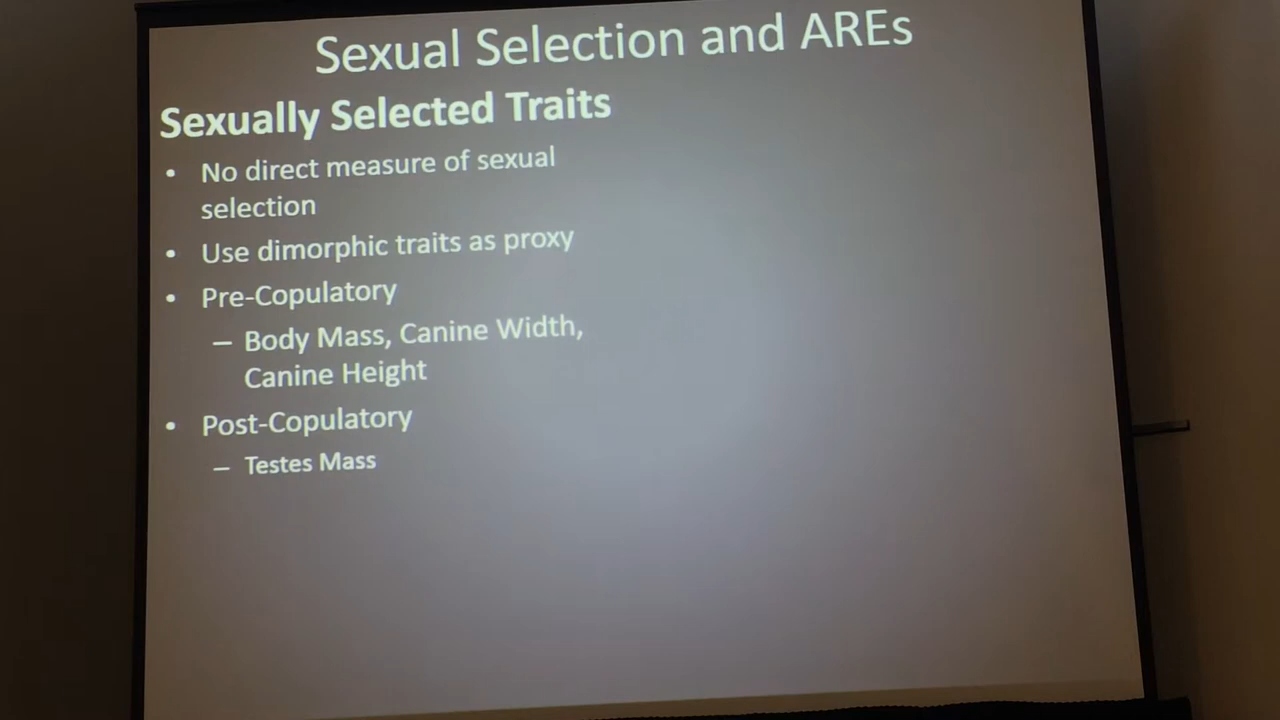 Sexual Selection and AREs
Sexually Selected Traits
• No direct measure of sexual
selection
• Use dimorphic traits as proxy
• Pre-Copulatory
– Body Mass, Canine Width,
Canine Height
• Post-Copulatory
– Testes Mass